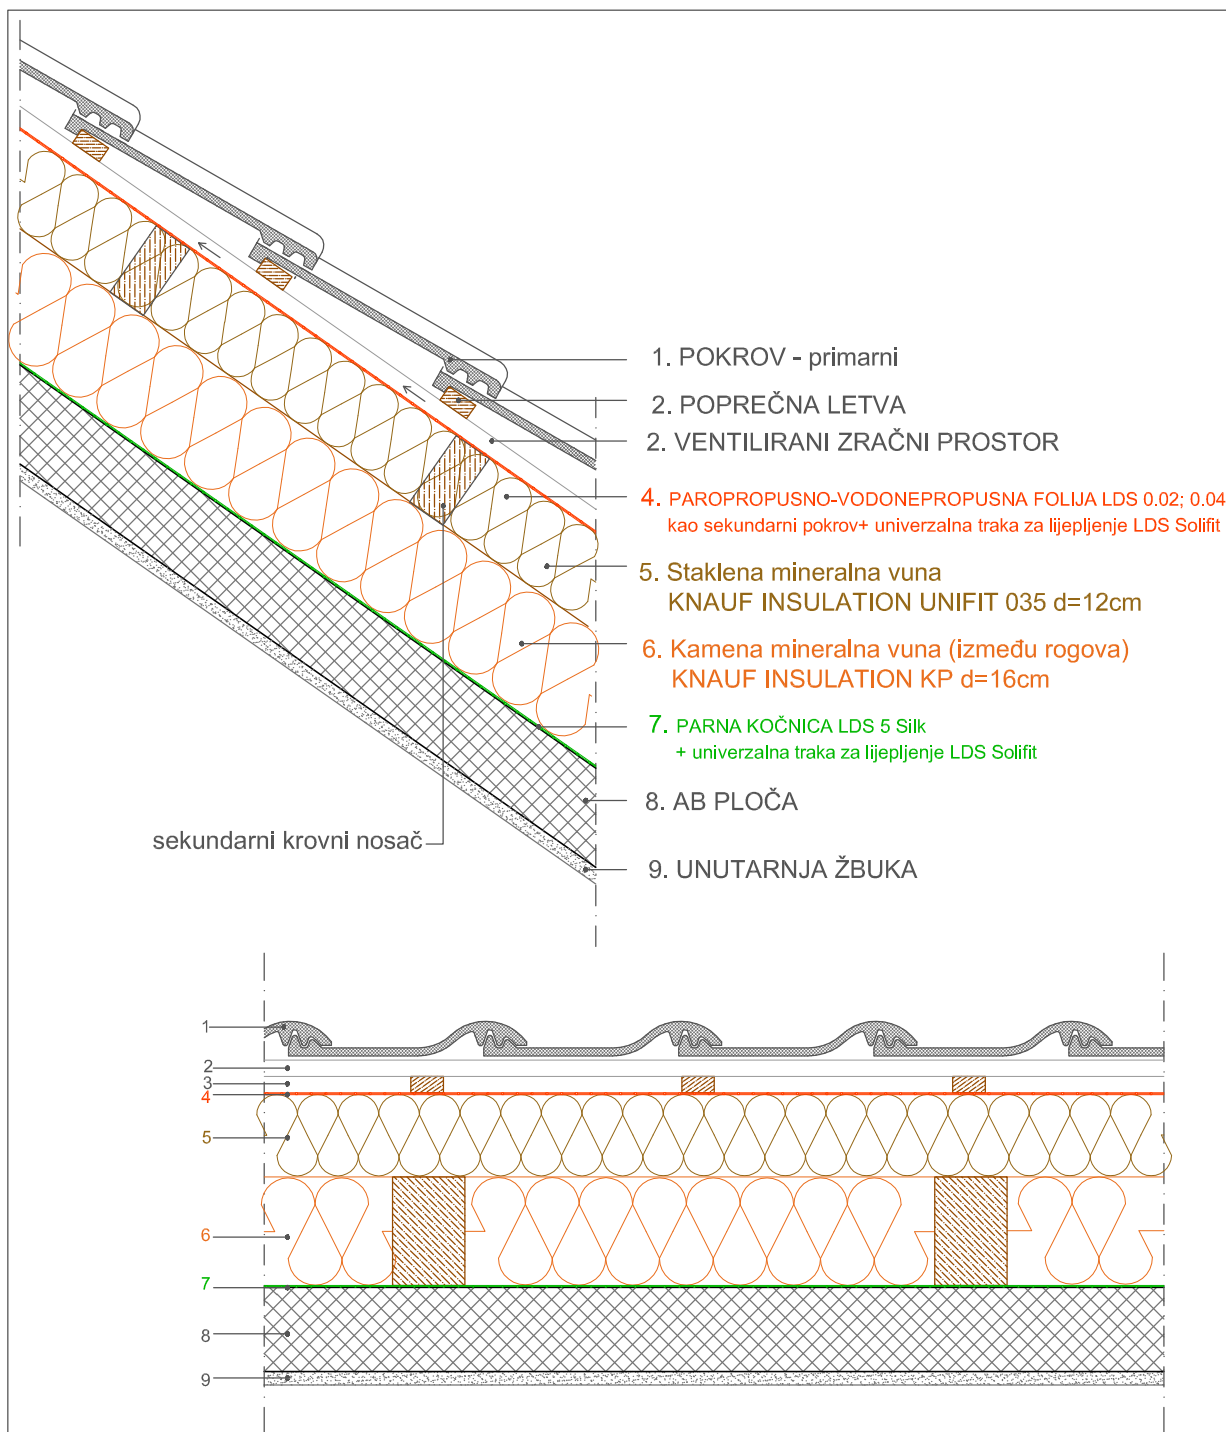 1. POKROV - primarni
2. POPREČNA LETVA
2. VENTILIRANI ZRAČNI PROSTOR
4. PAROPROPUSNO-VODONEPROPUSNA FOLIJA LDS 0.02; 0.04
kao sekundarni pokrov+ univerzalna traka za lijepljenje LDS Solifit
5. Staklena mineralna vuna
KNAUF INSULATION UNIFIT 035 d=12cm
6. Kamena mineralna vuna (između rogova)
KNAUF INSULATION KP d=16cm
7. PARNA KOČNICA LDS 5 Silk
+ univerzalna traka za lijepljenje LDS Solifit
8. AB PLOČA
sekundarni krovni nosač
9. UNUTARNJA ŽBUKA
1
2
3
4
5
6
7
8
9